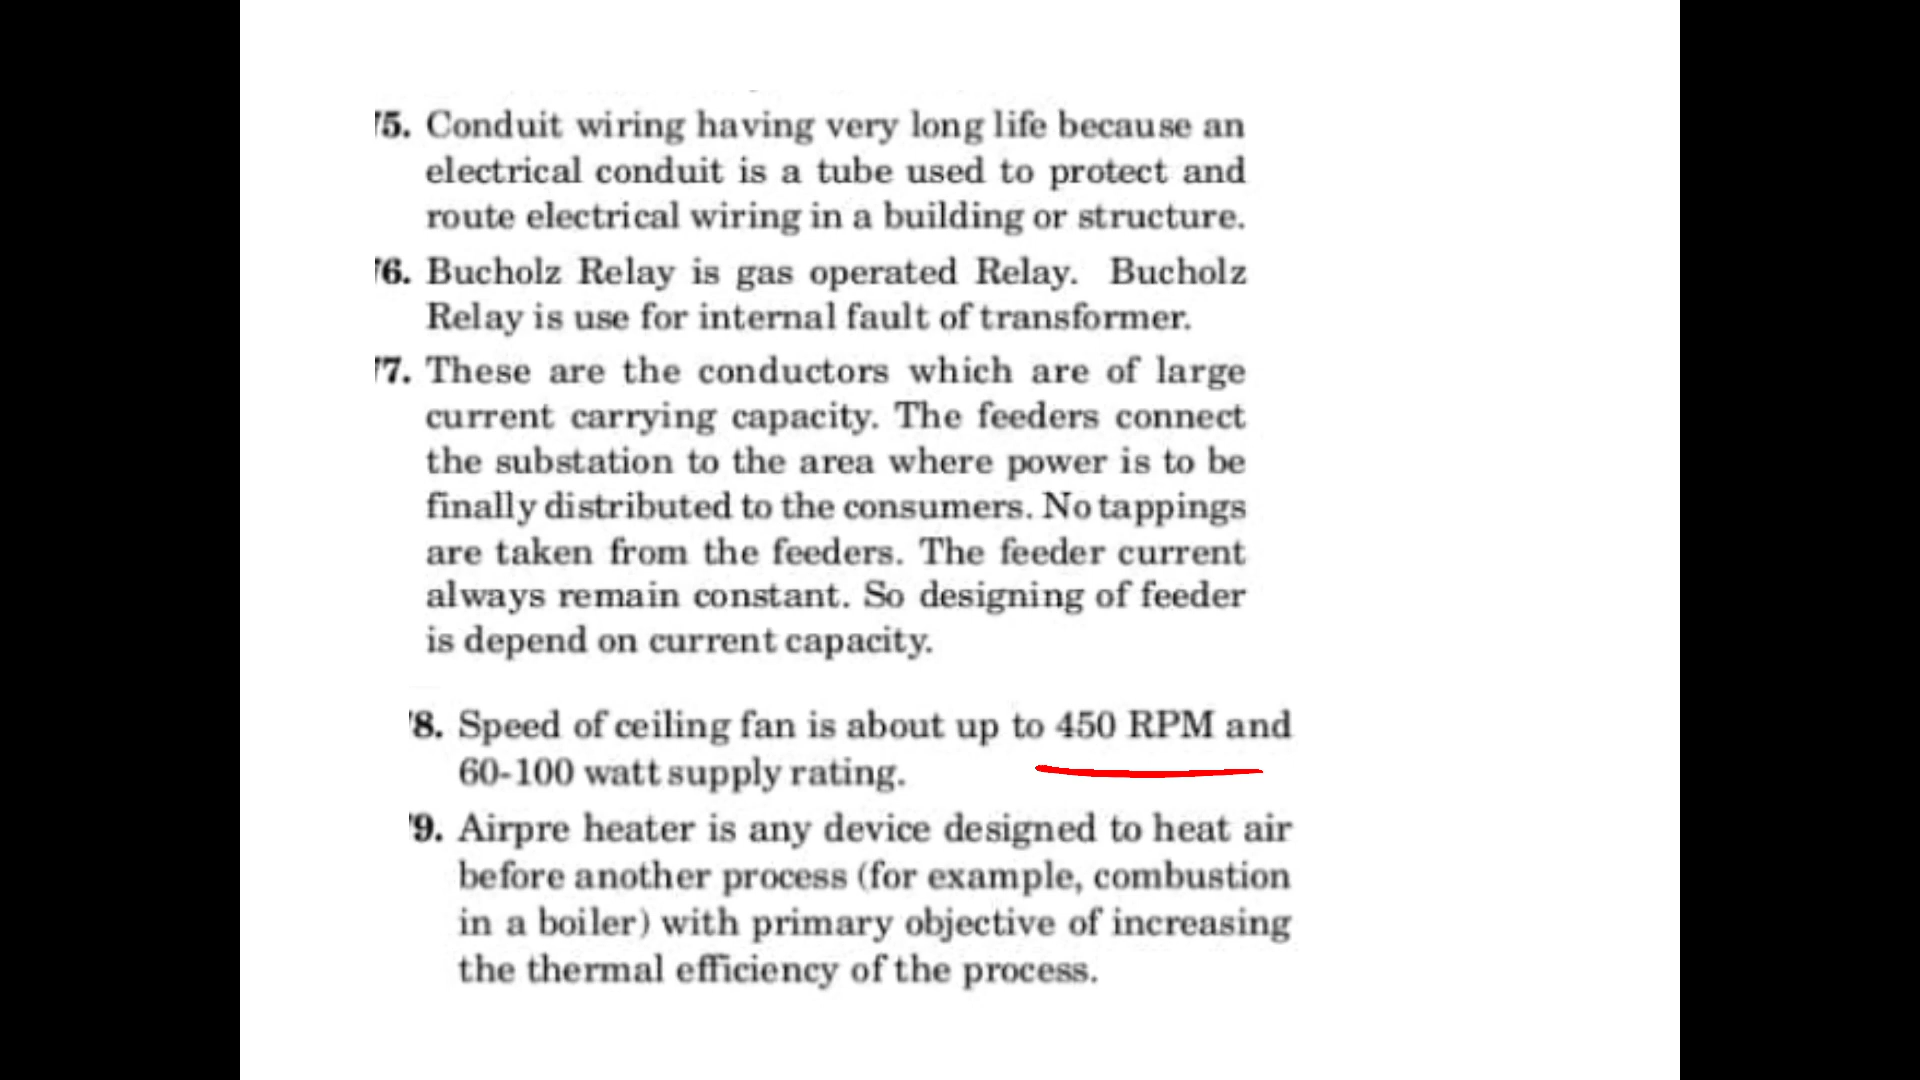 75. Conduit wiring having very long life because an
electrical conduit is a tube used to protect and
route electrical wiring in a building or structure.
76. Bucholz Relay is gas operated Relay. Bucholz
Relay is use for internal fault of transformer.
77. These are the conductors which are of large
current carrying capacity. The feeders connect
the substation to the area where power is to be
finally distributed to the consumers. No tappings
are taken from the feeders. The feeder current
always remain constant. So designing of feeder
is depend on current capacity.
8. Speed of ceiling fan is about up to 450 RPM and
60-100 watt supply rating.
9. Airpre heater is any device designed to heat air
before another process (for example, combustion
in a boiler) with primary objective of increasing
the thermal efficiency of the process.